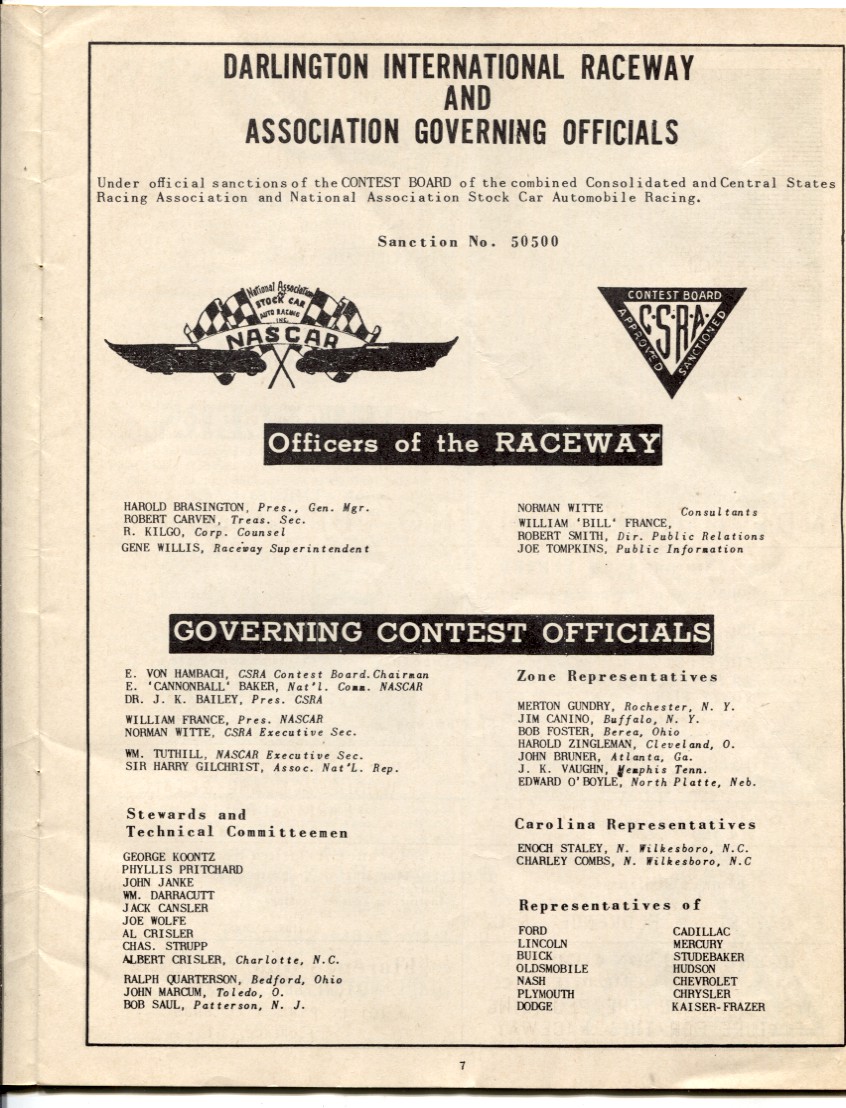 DARLINGTON INTERNATIONAL RACEWAY
AND
ASSOCIATION GOVERNING OFFICIALS
Under official sanctions of the CONTEST BOARD of the combined Consolidated and Central States
Racing Association and National Association Stock Car Automobile Racing.
Sanction No. 50500
National Association
STOCK CAR
AUTO RACING
INC.
NASCAR
CONTEST BOARD
C·S·R·A·
APPROVED
SANCTIONED
Officers of the RACEWAY
HAROLD BRASINGTON, Pres., Gen. Mgr.
ROBERT CARVEN, Treas. Sec.
R. KILGO, Corp. Counsel
GENE WILLIS, Raceway Superintendent
NORMAN WITTE
Consultants
WILLIAM 'BILL' FRANCE,
ROBERT SMITH, Dir. Public Relations
JOE TOMPKINS, Public Information
GOVERNING CONTEST OFFICIALS
E. VON HAMBACH, CSRA Contest Board.Chairman
E. 'CANNONBALL' BAKER, Nat'l. Comm. NASCAR
DR. J. K. BAILEY, Pres. CSRA
WILLIAM FRANCE, Pres. NASCAR
NORMAN WITTE, CSRA Executive Sec.
WM. TUTHILL, NASCAR Executive Sec.
SIR HARRY GILCHRIST, Assoc. Nat'L. Rep.
Stewards and
Technical Committeemen
GEORGE KOONTZ
PHYLLIS PRITCHARD
JOHN JANKE
WM. DARRACUTT
JACK CANSLER
JOE WOLFE
AL CRISLER
CHAS. STRUPP
ALBERT CRISLER, Charlotte, N.C.
RALPH QUARTERSON, Bedford, Ohio
JOHN MARCUM, Toledo, O.
BOB SAUL, Patterson, N. J.
Zone Representatives
MERTON GUNDRY, Rochester, N. Y.
JIM CANINO, Buffalo, N. Y.
BOB FOSTER, Berea, Ohio
HAROLD ZINGLEMAN, Cleveland, O.
JOHN BRUNER, Atlanta, Ga.
J. K. VAUGHN, Memphis Tenn.
EDWARD O'BOYLE, North Platte, Neb.
Carolina Representatives
ENOCH STALEY, N. Wilkesboro, N.C.
CHARLEY COMBS, N. Wilkesboro, N.C
Representatives of
FORD
LINCOLN
BUICK
OLDSMOBILE
NASH
PLYMOUTH
DODGE
CADILLAC
MERCURY
STUDEBAKER
HUDSON
CHEVROLET
CHRYSLER
KAISER-FRAZER
7